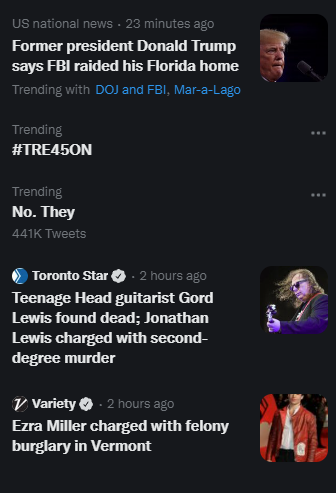 US national news · 23 minutes ago
Former president Donald Trump
says FBI raided his Florida home
Trending with DOJ and FBI, Mar-a-Lago
Trending
#TRE45ON
Trending
No. They
441K Tweets
Toronto Star · 2 hours ago
Teenage Head guitarist Gord
Lewis found dead; Jonathan
Lewis charged with second-
degree murder
Variety · 2 hours ago
Ezra Miller charged with felony
burglary in Vermont